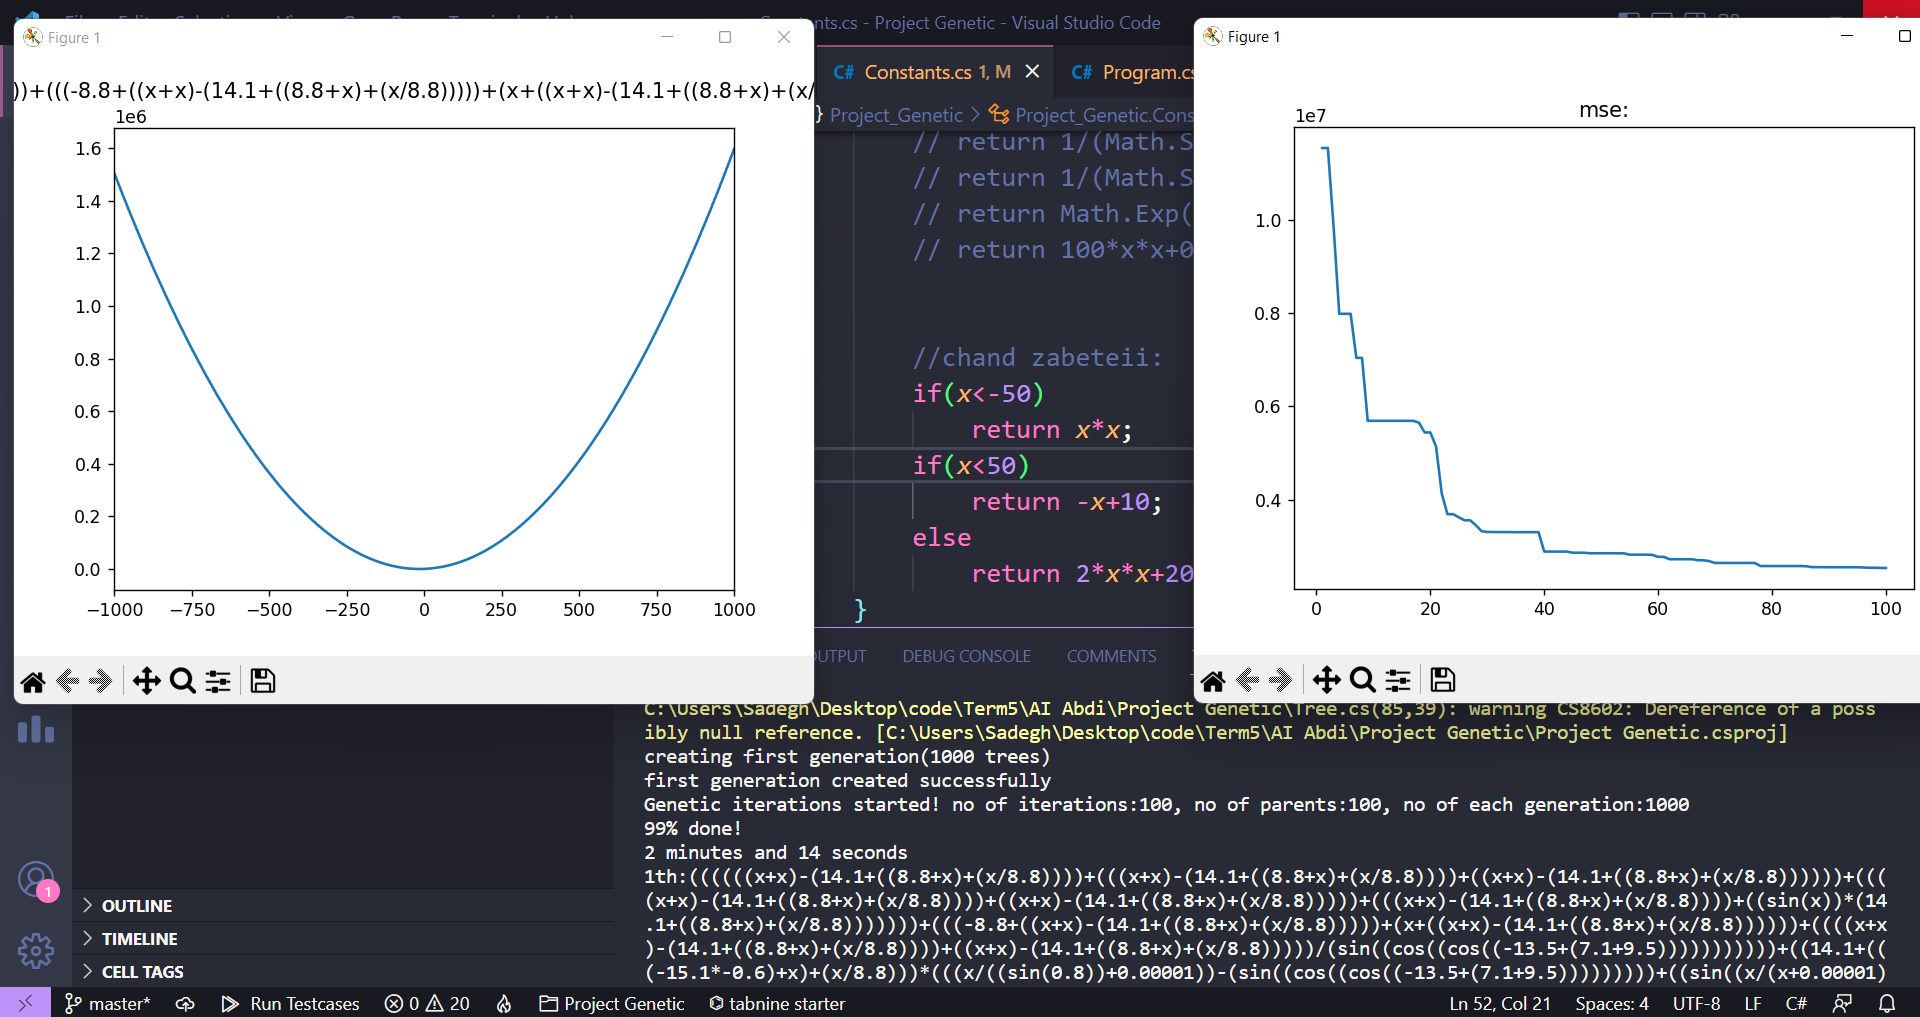 Constants.cs - Project Genetic - Visual Studio Code
Figure 1
))+(((-8.8+((x+x)-(14.1+((8.8+x)+(x/8.8)))))+(x+((x+x)-(14.1+((8.8+x)+(x/
1e6
1.6
1.4
1.2
1.0
0.8
0.6
0.4
0.2
0.0
−1000 −750 −500 −250 0 250 500 750 1000
C# Constants.cs 1, M
C# Program.cs
} Project_Genetic > Project_Genetic.Cons
// return 1/(Math.S
// return 1/(Math.S
// return Math.Exp(
// return 100*x*x+0
//chand zabeteii:
if(x<-50)
return x*x;
if(x<50)
return -x+10;
else
return 2*x*x+20
}
Figure 1
mse:
1e7
1.0
0.8
0.6
0.4
0 20 40 60 80 100
OUTPUT DEBUG CONSOLE COMMENTS
C:\Users\Sadegh\Desktop\code\Term5\AI Abdi\Project Genetic\Tree.cs(85,39): warning CS8602: Dereference of a poss
ibly null reference. [C:\Users\Sadegh\Desktop\code\Term5\AI Abdi\Project Genetic\Project Genetic.csproj]
creating first generation(1000 trees)
first generation created successfully
Genetic iterations started! no of iterations:100, no of parents:100, no of each generation:1000
99% done!
2 minutes and 14 seconds
1th:((((((x+x)-(14.1+((8.8+x)+(x/8.8))))+(((x+x)-(14.1+((8.8+x)+(x/8.8))))+((x+x)-(14.1+((8.8+x)+(x/8.8))))))+(((
(x+x)-(14.1+((8.8+x)+(x/8.8))))+((x+x)-(14.1+((8.8+x)+(x/8.8)))))+(((x+x)-(14.1+((8.8+x)+(x/8.8))))+((sin(x))*(14
.1+((8.8+x)+(x/8.8)))))))+(((-8.8+((x+x)-(14.1+((8.8+x)+(x/8.8)))))+(x+((x+x)-(14.1+((8.8+x)+(x/8.8))))))+((((x+x
)-(14.1+((8.8+x)+(x/8.8))))+((x+x)-(14.1+((8.8+x)+(x/8.8)))))/(sin((cos((cos((-13.5+(7.1+9.5)))))))))))+((14.1+((
(-15.1*-0.6)+x)+(x/8.8)))*(((x/((sin(0.8))+0.00001))-(sin((cos((cos((-13.5+(7.1+9.5)))))))))+((sin((x/(x+0.00001)
1
OUTLINE
TIMELINE
CELL TAGS
master* Run Testcases 0 20 Project Genetic tabnine starter Ln 52, Col 21 Spaces: 4 UTF-8 LF C#